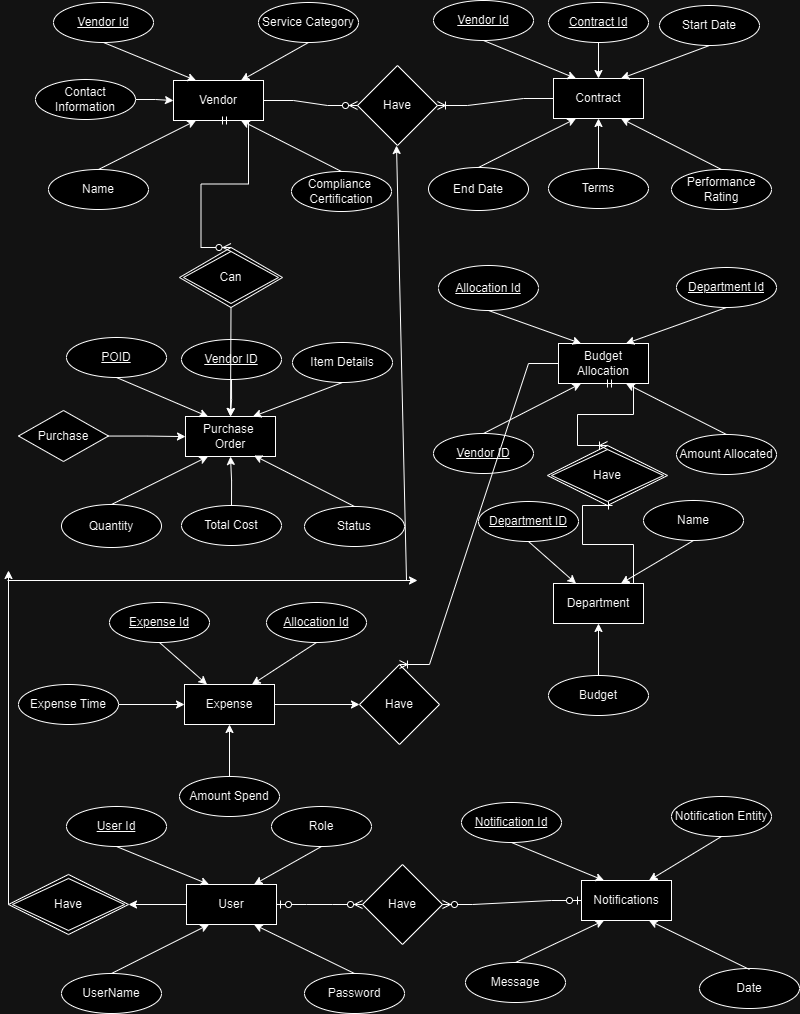 Vendor Id
Service Category
Vendor Id
Contract Id
Start Date
Contact
Information
Vendor
Have
Contract
Name
Compliance
Certification
End Date
Terms
Performance
Rating
Can
Allocation Id
Department Id
POID
Vendor ID
Item Details
Budget
Allocation
Purchase
Purchase
Order
Vendor ID
Amount Allocated
Have
Quantity
Total Cost
Status
Department ID
Name
Department
Expense Id
Allocation Id
Budget
Expense Time
Expense
Have
Amount Spend
User Id
Role
Notification Id
Notification Entity
Have
User
Have
Notifications
UserName
Password
Message
Date